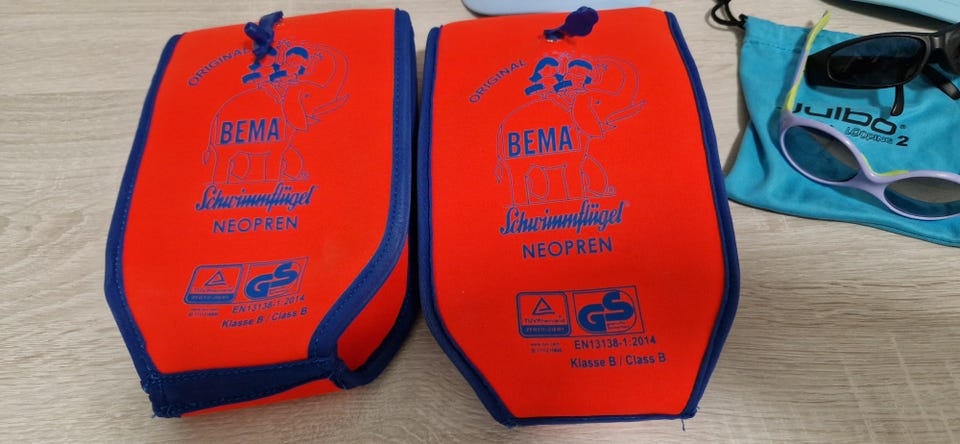 ORIGINAL
BEMA
Schwimmflügel
NEOPREN
GS
EN13138-1:2014
Klasse B / Class B
ORIGINAL
BEMA
Schwimmflügel
NEOPREN
GS
EN13138-1:2014
Klasse B / Class B
Julbo
LOOPING 2